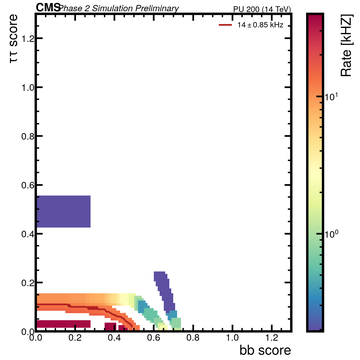 CMS Phase 2 Simulation Preliminary PU 200 (14 TeV)
14 ± 0.85 kHz
ττ score
1.2
1.0
0.8
0.6
0.4
0.2
0.0
0.0 0.2 0.4 0.6 0.8 1.0 1.2
bb score
Rate [kHZ]
10¹
10⁰